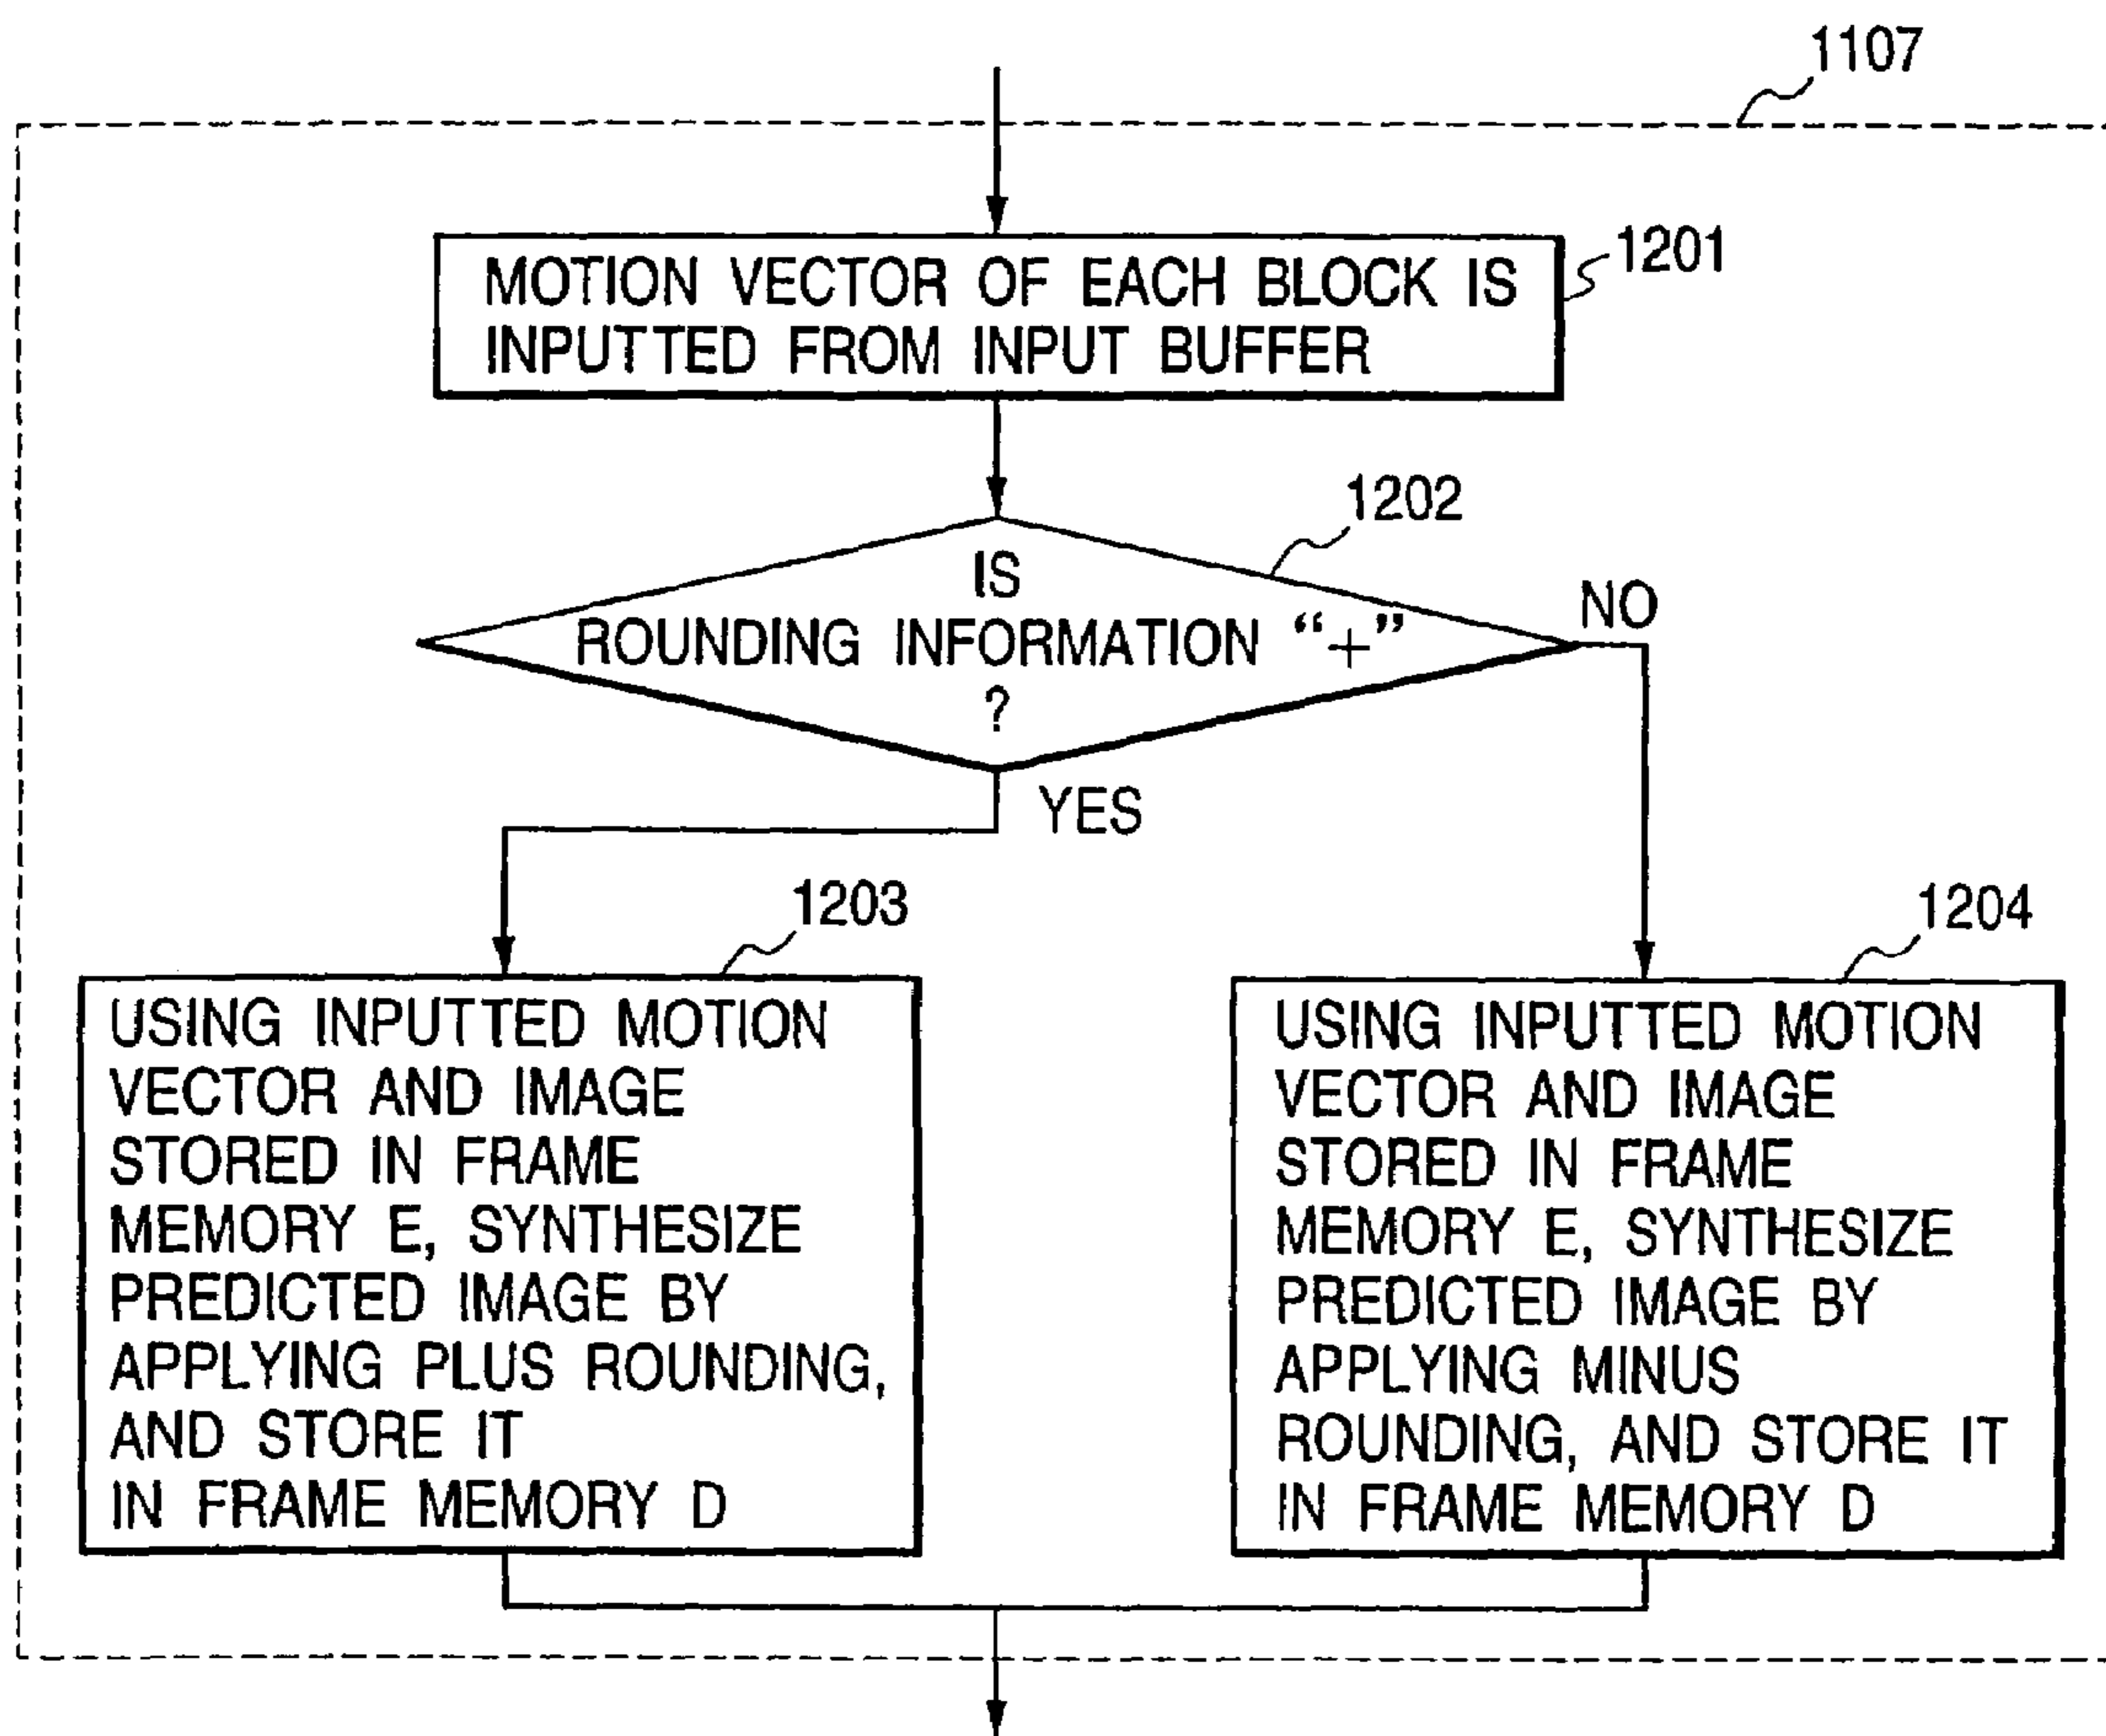 1107
MOTION VECTOR OF EACH BLOCK IS
INPUTTED FROM INPUT BUFFER
1201
1202
IS
ROUNDING INFORMATION “+”
?
NO
YES
1203
USING INPUTTED MOTION
VECTOR AND IMAGE
STORED IN FRAME
MEMORY E, SYNTHESIZE
PREDICTED IMAGE BY
APPLYING PLUS ROUNDING,
AND STORE IT
IN FRAME MEMORY D
1204
USING INPUTTED MOTION
VECTOR AND IMAGE
STORED IN FRAME
MEMORY E, SYNTHESIZE
PREDICTED IMAGE BY
APPLYING MINUS
ROUNDING, AND STORE IT
IN FRAME MEMORY D